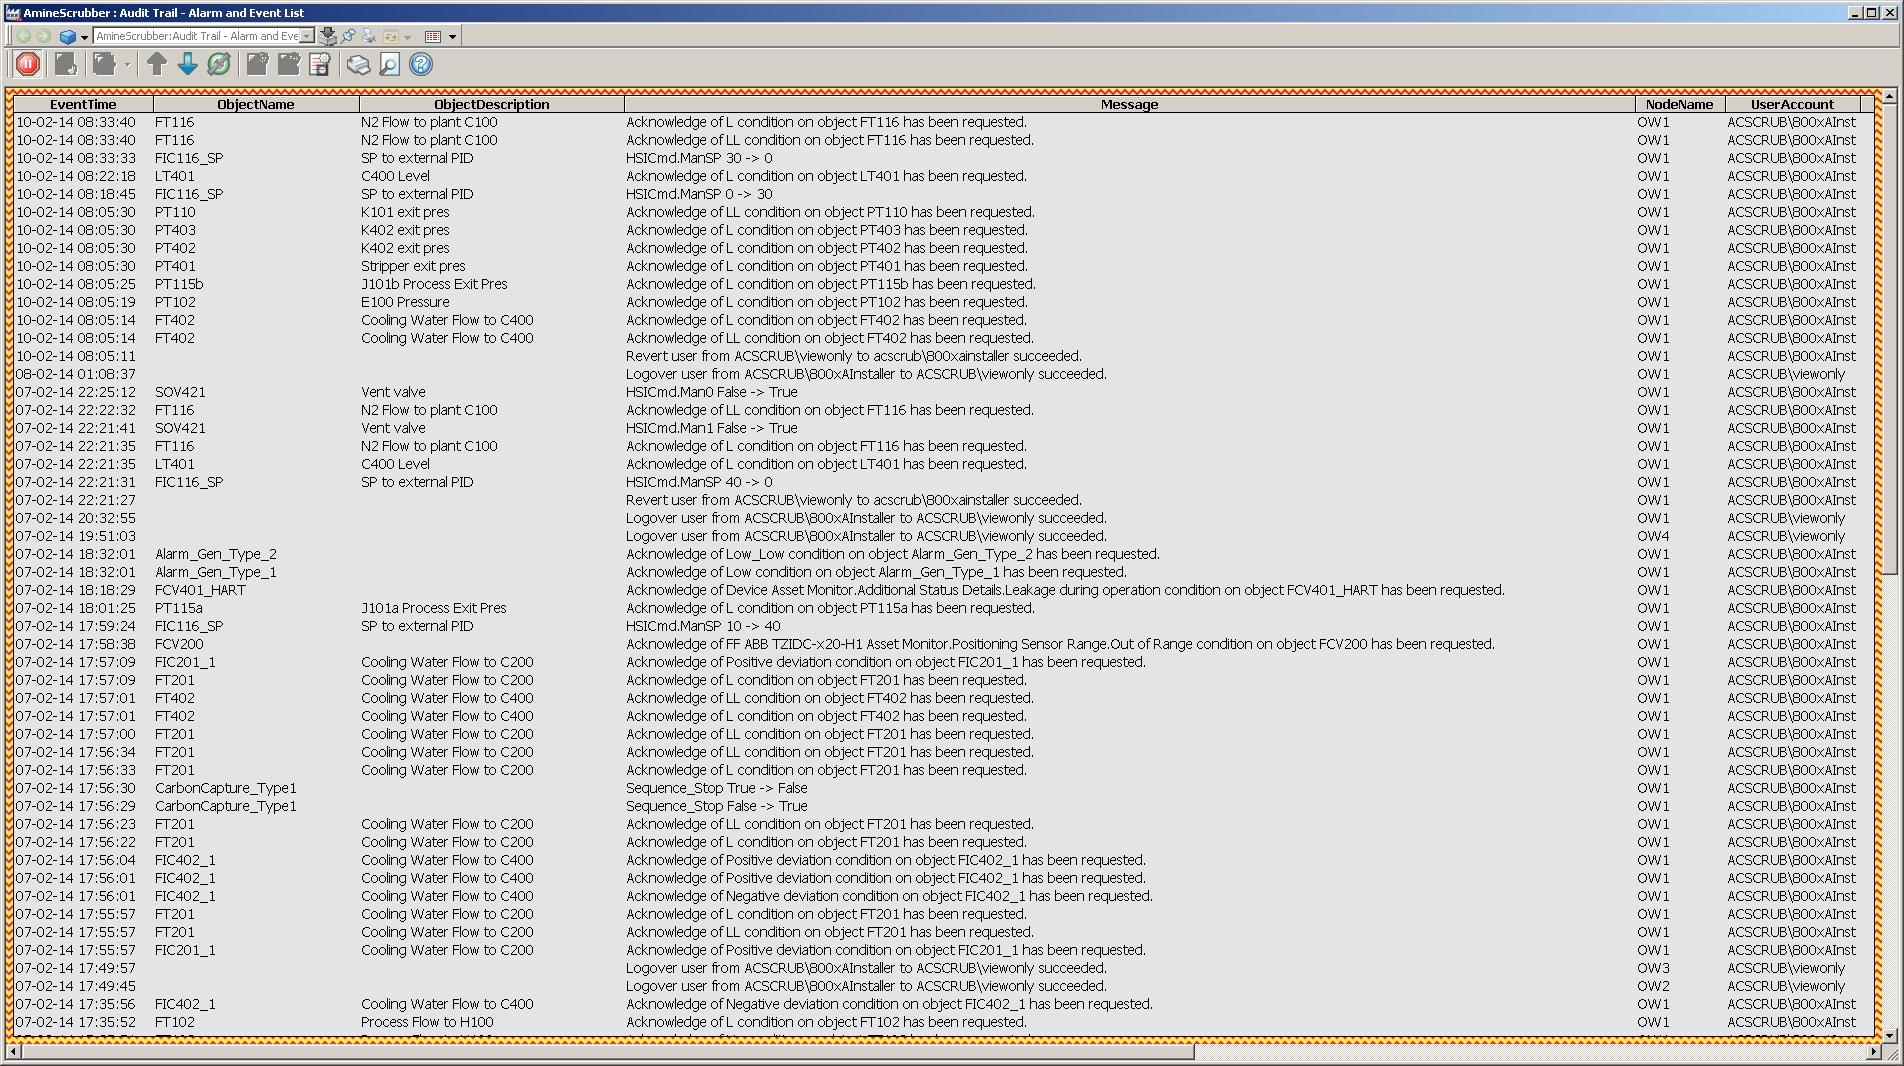 AmineScrubber : Audit Trail - Alarm and Event List
AmineScrubber:Audit Trail - Alarm and Eve
EventTime ObjectName ObjectDescription Message NodeName UserAccount
10-02-14 08:33:40 FT116 N2 Flow to plant C100 Acknowledge of L condition on object FT116 has been requested. OW1 ACSCRUB\800xAInst
10-02-14 08:33:40 FT116 N2 Flow to plant C100 Acknowledge of LL condition on object FT116 has been requested. OW1 ACSCRUB\800xAInst
10-02-14 08:33:33 FIC116_SP SP to external PID HSICmd.ManSP 30 -> 0 OW1 ACSCRUB\800xAInst
10-02-14 08:22:18 LT401 C400 Level Acknowledge of L condition on object LT401 has been requested. OW1 ACSCRUB\800xAInst
10-02-14 08:18:45 FIC116_SP SP to external PID HSICmd.ManSP 0 -> 30 OW1 ACSCRUB\800xAInst
10-02-14 08:05:30 PT110 K101 exit pres Acknowledge of LL condition on object PT110 has been requested. OW1 ACSCRUB\800xAInst
10-02-14 08:05:30 PT403 K402 exit pres Acknowledge of L condition on object PT403 has been requested. OW1 ACSCRUB\800xAInst
10-02-14 08:05:30 PT402 K402 exit pres Acknowledge of L condition on object PT402 has been requested. OW1 ACSCRUB\800xAInst
10-02-14 08:05:30 PT401 Stripper exit pres Acknowledge of L condition on object PT401 has been requested. OW1 ACSCRUB\800xAInst
10-02-14 08:05:25 PT115b J101b Process Exit Pres Acknowledge of L condition on object PT115b has been requested. OW1 ACSCRUB\800xAInst
10-02-14 08:05:19 PT102 E100 Pressure Acknowledge of L condition on object PT102 has been requested. OW1 ACSCRUB\800xAInst
10-02-14 08:05:14 FT402 Cooling Water Flow to C400 Acknowledge of L condition on object FT402 has been requested. OW1 ACSCRUB\800xAInst
10-02-14 08:05:14 FT402 Cooling Water Flow to C400 Acknowledge of LL condition on object FT402 has been requested. OW1 ACSCRUB\800xAInst
10-02-14 08:05:11 Revert user from ACSCRUB\viewonly to acscrub\800xainstaller succeeded. OW1 ACSCRUB\800xAInst
08-02-14 01:08:37 Logover user from ACSCRUB\800xAInstaller to ACSCRUB\viewonly succeeded. OW1 ACSCRUB\viewonly
07-02-14 22:25:12 SOV421 Vent valve HSICmd.Man0 False -> True OW1 ACSCRUB\800xAInst
07-02-14 22:22:32 FT116 N2 Flow to plant C100 Acknowledge of LL condition on object FT116 has been requested. OW1 ACSCRUB\800xAInst
07-02-14 22:21:41 SOV421 Vent valve HSICmd.Man1 False -> True OW1 ACSCRUB\800xAInst
07-02-14 22:21:35 FT116 N2 Flow to plant C100 Acknowledge of L condition on object FT116 has been requested. OW1 ACSCRUB\800xAInst
07-02-14 22:21:35 LT401 C400 Level Acknowledge of L condition on object LT401 has been requested. OW1 ACSCRUB\800xAInst
07-02-14 22:21:31 FIC116_SP SP to external PID HSICmd.ManSP 40 -> 0 OW1 ACSCRUB\800xAInst
07-02-14 22:21:27 Revert user from ACSCRUB\viewonly to acscrub\800xainstaller succeeded. OW1 ACSCRUB\800xAInst
07-02-14 20:32:55 Logover user from ACSCRUB\800xAInstaller to ACSCRUB\viewonly succeeded. OW1 ACSCRUB\viewonly
07-02-14 19:51:03 Logover user from ACSCRUB\800xAInstaller to ACSCRUB\viewonly succeeded. OW4 ACSCRUB\viewonly
07-02-14 18:32:01 Alarm_Gen_Type_2 Acknowledge of Low_Low condition on object Alarm_Gen_Type_2 has been requested. OW1 ACSCRUB\800xAInst
07-02-14 18:32:01 Alarm_Gen_Type_1 Acknowledge of Low condition on object Alarm_Gen_Type_1 has been requested. OW1 ACSCRUB\800xAInst
07-02-14 18:18:29 FCV401_HART Acknowledge of Device Asset Monitor.Additional Status Details.Leakage during operation condition on object FCV401_HART has been requested. OW1 ACSCRUB\800xAInst
07-02-14 18:01:25 PT115a J101a Process Exit Pres Acknowledge of L condition on object PT115a has been requested. OW1 ACSCRUB\800xAInst
07-02-14 17:59:24 FIC116_SP SP to external PID HSICmd.ManSP 10 -> 40 OW1 ACSCRUB\800xAInst
07-02-14 17:58:38 FCV200 Acknowledge of FF ABB TZIDC-x20-H1 Asset Monitor.Positioning Sensor Range.Out of Range condition on object FCV200 has been requested. OW1 ACSCRUB\800xAInst
07-02-14 17:57:09 FIC201_1 Cooling Water Flow to C200 Acknowledge of Positive deviation condition on object FIC201_1 has been requested. OW1 ACSCRUB\800xAInst
07-02-14 17:57:09 FT201 Cooling Water Flow to C200 Acknowledge of L condition on object FT201 has been requested. OW1 ACSCRUB\800xAInst
07-02-14 17:57:01 FT402 Cooling Water Flow to C400 Acknowledge of LL condition on object FT402 has been requested. OW1 ACSCRUB\800xAInst
07-02-14 17:57:01 FT402 Cooling Water Flow to C400 Acknowledge of L condition on object FT402 has been requested. OW1 ACSCRUB\800xAInst
07-02-14 17:57:00 FT201 Cooling Water Flow to C200 Acknowledge of LL condition on object FT201 has been requested. OW1 ACSCRUB\800xAInst
07-02-14 17:56:34 FT201 Cooling Water Flow to C200 Acknowledge of LL condition on object FT201 has been requested. OW1 ACSCRUB\800xAInst
07-02-14 17:56:33 FT201 Cooling Water Flow to C200 Acknowledge of L condition on object FT201 has been requested. OW1 ACSCRUB\800xAInst
07-02-14 17:56:30 CarbonCapture_Type1 Sequence_Stop True -> False OW1 ACSCRUB\800xAInst
07-02-14 17:56:29 CarbonCapture_Type1 Sequence_Stop False -> True OW1 ACSCRUB\800xAInst
07-02-14 17:56:23 FT201 Cooling Water Flow to C200 Acknowledge of LL condition on object FT201 has been requested. OW1 ACSCRUB\800xAInst
07-02-14 17:56:22 FT201 Cooling Water Flow to C200 Acknowledge of L condition on object FT201 has been requested. OW1 ACSCRUB\800xAInst
07-02-14 17:56:04 FIC402_1 Cooling Water Flow to C400 Acknowledge of Positive deviation condition on object FIC402_1 has been requested. OW1 ACSCRUB\800xAInst
07-02-14 17:56:01 FIC402_1 Cooling Water Flow to C400 Acknowledge of Positive deviation condition on object FIC402_1 has been requested. OW1 ACSCRUB\800xAInst
07-02-14 17:56:01 FIC402_1 Cooling Water Flow to C400 Acknowledge of Negative deviation condition on object FIC402_1 has been requested. OW1 ACSCRUB\800xAInst
07-02-14 17:55:57 FT201 Cooling Water Flow to C200 Acknowledge of L condition on object FT201 has been requested. OW1 ACSCRUB\800xAInst
07-02-14 17:55:57 FT201 Cooling Water Flow to C200 Acknowledge of LL condition on object FT201 has been requested. OW1 ACSCRUB\800xAInst
07-02-14 17:55:57 FIC201_1 Cooling Water Flow to C200 Acknowledge of Positive deviation condition on object FIC201_1 has been requested. OW1 ACSCRUB\800xAInst
07-02-14 17:49:57 Logover user from ACSCRUB\800xAInstaller to ACSCRUB\viewonly succeeded. OW3 ACSCRUB\viewonly
07-02-14 17:49:45 Logover user from ACSCRUB\800xAInstaller to ACSCRUB\viewonly succeeded. OW2 ACSCRUB\viewonly
07-02-14 17:35:56 FIC402_1 Cooling Water Flow to C400 Acknowledge of Negative deviation condition on object FIC402_1 has been requested. OW1 ACSCRUB\800xAInst
07-02-14 17:35:52 FT102 Process Flow to H100 Acknowledge of L condition on object FT102 has been requested. OW1 ACSCRUB\800xAInst